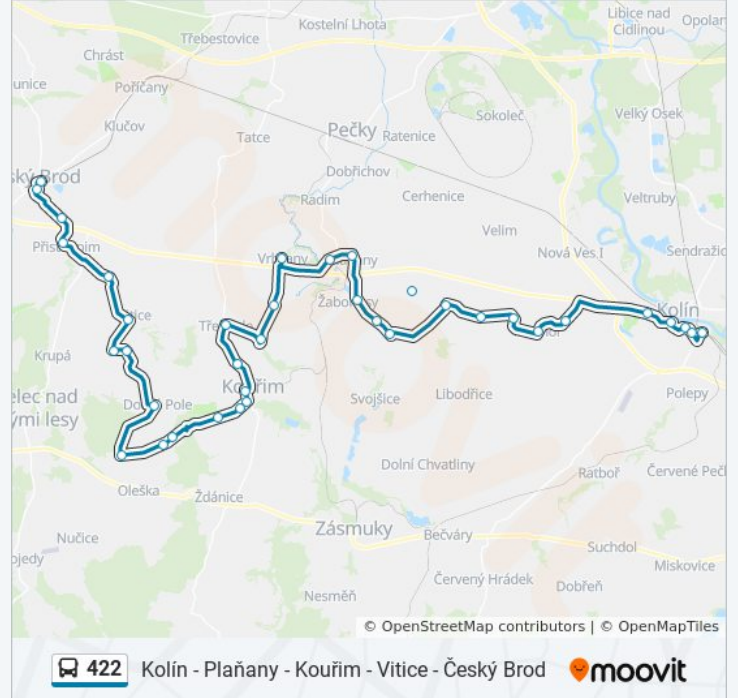 Libice nad
Cidlinou
Opolan
Kostelní Lhota
Třebestovice
Chrást
unice
Poříčany
Sokoleč
Velký Osek
Klučov
Pečky
Ratenice
Tatce
Dobřichov
ský Brod
Radim
Cerhenice
Veltruby
Velim
Přistoupim
Nová Ves I
Sendražic
Kolín
Krupá
elec nad
ými lesy
Kouřim
Svojšice
Libodřice
Polepy
Dolní Chvatliny
Oleška
Ždánice
Ratboř
Červené Peč
Zásmuky
Bečváry
Nučice
Suchdol
ojedy
Miskovice
Červený Hrádek
Dobřeň
Nesměň
© OpenStreetMap contributors | © OpenMapTiles
422 Kolín - Plaňany - Kouřim - Vitice - Český Brod moovit